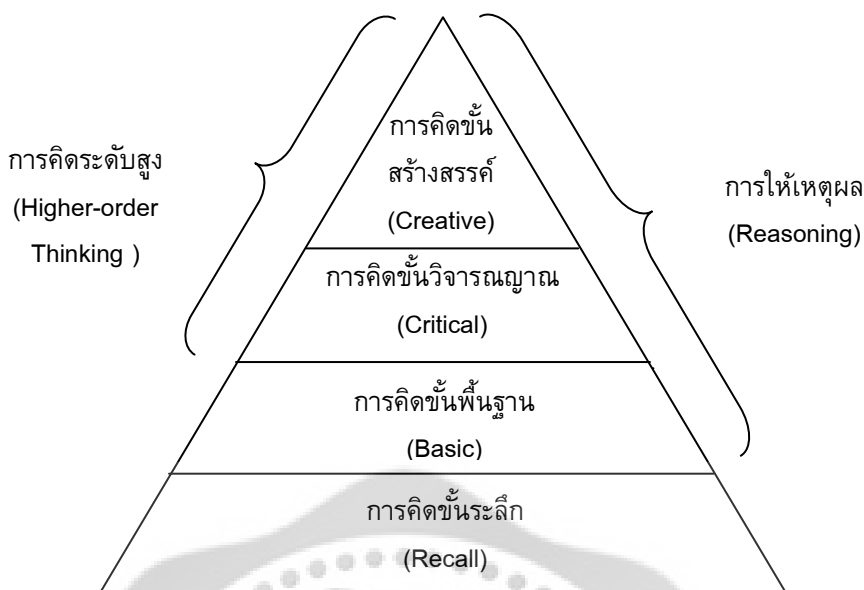 การคิดขั้น
สร้างสรรค์
(Creative)
การคิดระดับสูง
(Higher-order
Thinking )
การให้เหตุผล
(Reasoning)
การคิดขั้นวิจารณญาณ
(Critical)
การคิดขั้นพื้นฐาน
(Basic)
การคิดขั้นระลึก
(Recall)